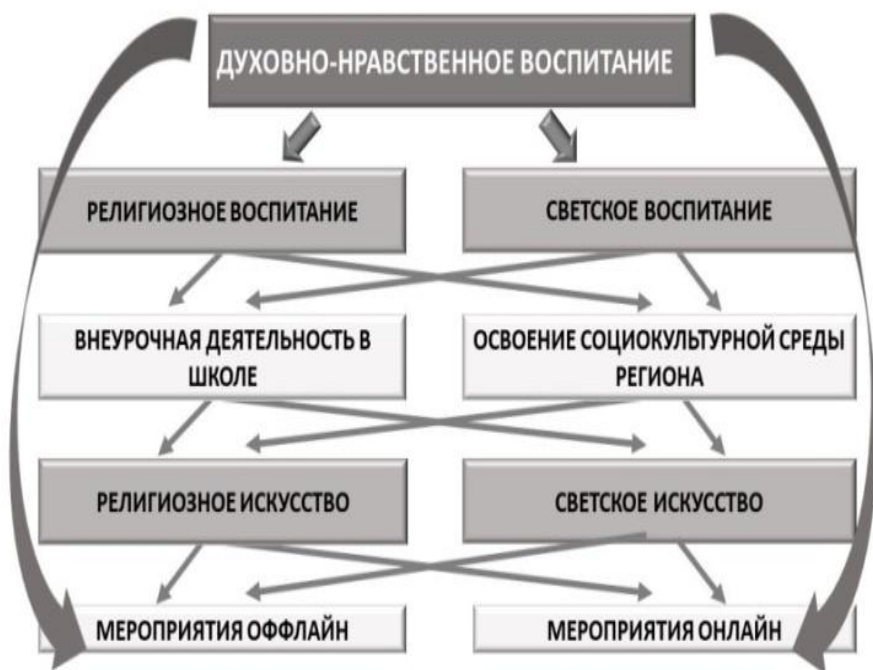 ДУХОВНО-НРАВСТВЕННОЕ ВОСПИТАНИЕ
РЕЛИГИОЗНОЕ ВОСПИТАНИЕ
СВЕТСКОЕ ВОСПИТАНИЕ
ВНЕУРОЧНАЯ ДЕЯТЕЛЬНОСТЬ В
ШКОЛЕ
ОСВОЕНИЕ СОЦИОКУЛЬТУРНОЙ СРЕДЫ
РЕГИОНА
РЕЛИГИОЗНОЕ ИСКУССТВО
СВЕТСКОЕ ИСКУССТВО
МЕРОПРИЯТИЯ ОФФЛАЙН
МЕРОПРИЯТИЯ ОНЛАЙН